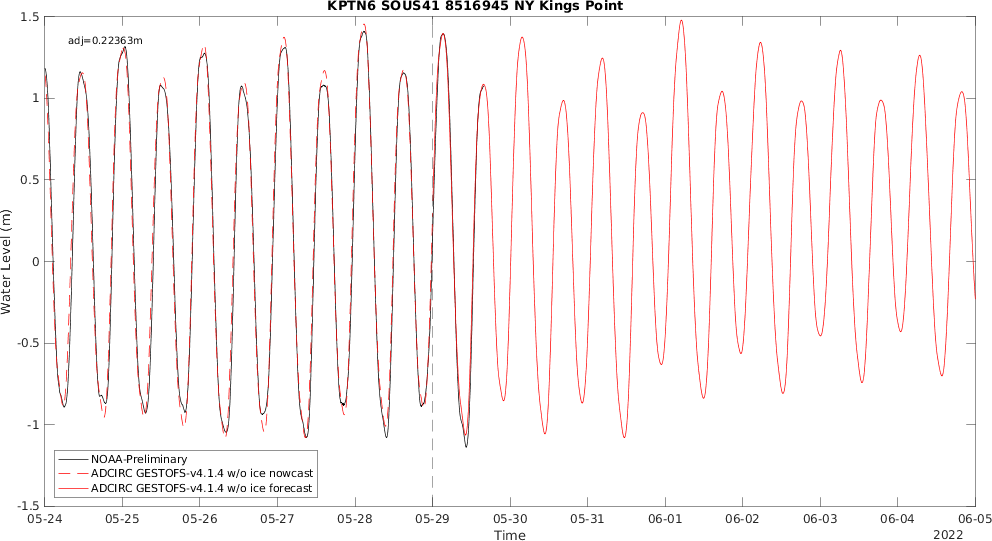 KPTN6 SOUS41 8516945 NY Kings Point
adj=0.22363m
1.5
1
0.5
0
-0.5
-1
-1.5
Water Level (m)
NOAA-Preliminary
ADCIRC GESTOFS-v4.1.4 w/o ice nowcast
ADCIRC GESTOFS-v4.1.4 w/o ice forecast
05-24 05-25 05-26 05-27 05-28 05-29 05-30 05-31 06-01 06-02 06-03 06-04 06-05
Time
2022